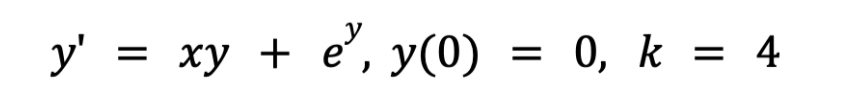 y' = xy + e^y, y(0) = 0, k = 4